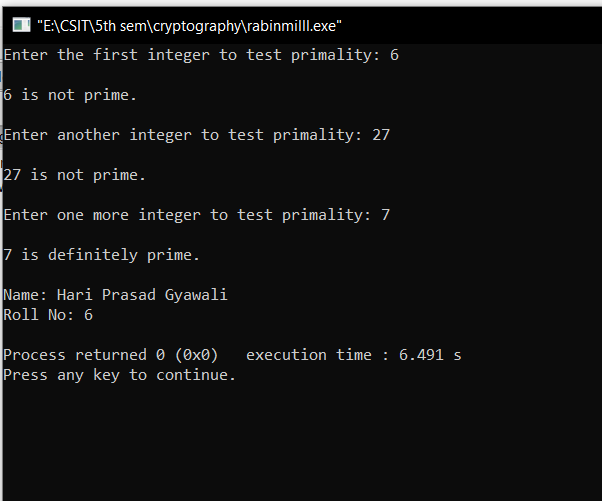 "E:\CSIT\5th sem\cryptography\rabinmilll.exe"
Enter the first integer to test primality: 6
6 is not prime.
Enter another integer to test primality: 27
27 is not prime.
Enter one more integer to test primality: 7
7 is definitely prime.
Name: Hari Prasad Gyawali
Roll No: 6
Process returned 0 (0x0)   execution time : 6.491 s
Press any key to continue.